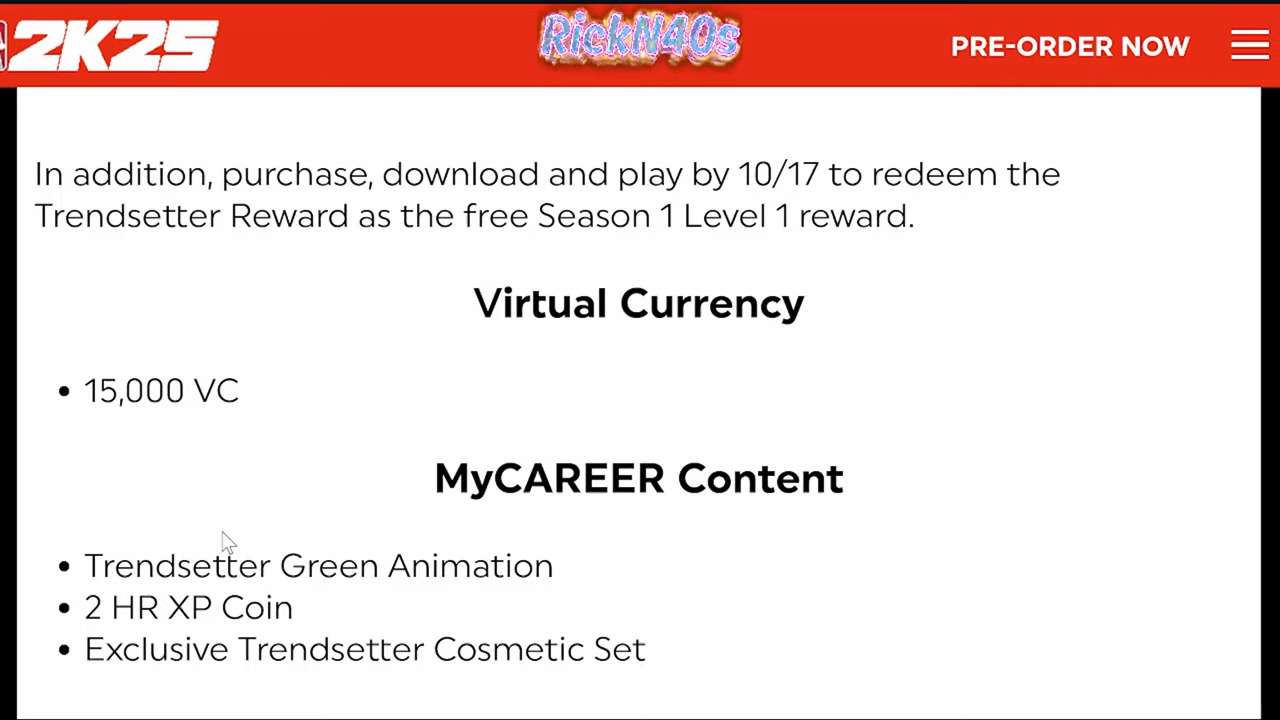 2K25
RickN40s
PRE-ORDER NOW
In addition, purchase, download and play by 10/17 to redeem the
Trendsetter Reward as the free Season 1 Level 1 reward.
Virtual Currency
• 15,000 VC
MyCAREER Content
• Trendsetter Green Animation
• 2 HR XP Coin
• Exclusive Trendsetter Cosmetic Set